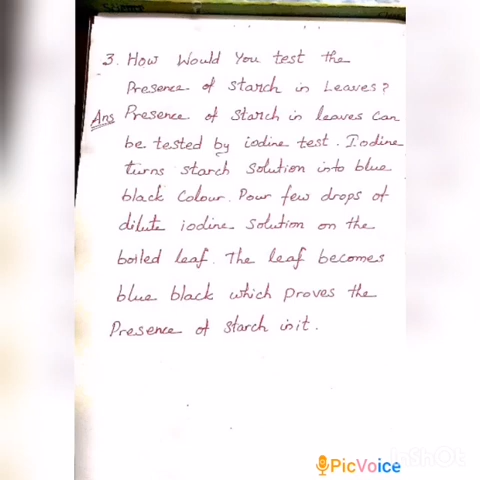 3. How Would You test the
Presence of starch in Leaves?
Ans Presence of starch in leaves can
be tested by iodine test. Iodine
turns starch solution into blue
black colour. Pour few drops of
dilute iodine solution on the
boiled leaf. The leaf becomes
blue black which proves the
Presence of starch in it.
PicVoice
InShOt